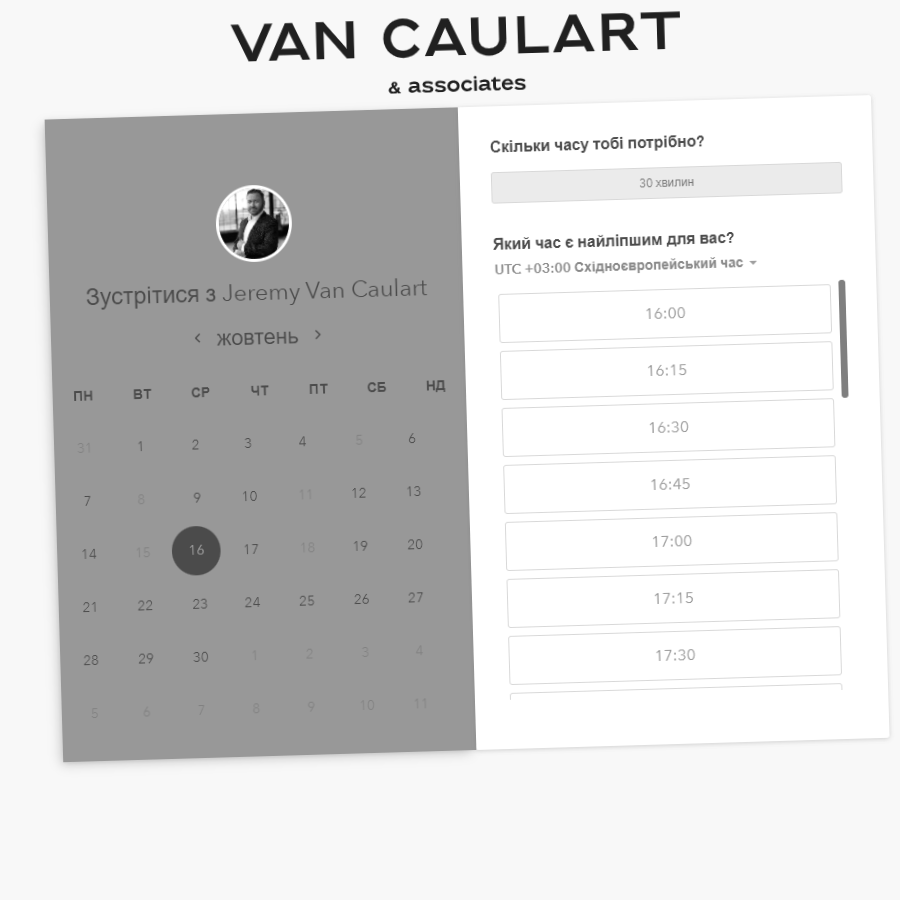 VAN CAULART
& associates
Зустрітися з Jeremy Van Caulart
жовтень
ПН ВТ СР ЧТ ПТ СБ НД
31 1 2 3 4 5 6
7 8 9 10 11 12 13
14 15 16 17 18 19 20
21 22 23 24 25 26 27
28 29 30 1 2 3 4
5 6 7 8 9 10 11
Скільки часу тобі потрібно?
30 хвилин
Який час є найліпшим для вас?
UTC +03:00 Східноєвропейський час
16:00
16:15
16:30
16:45
17:00
17:15
17:30